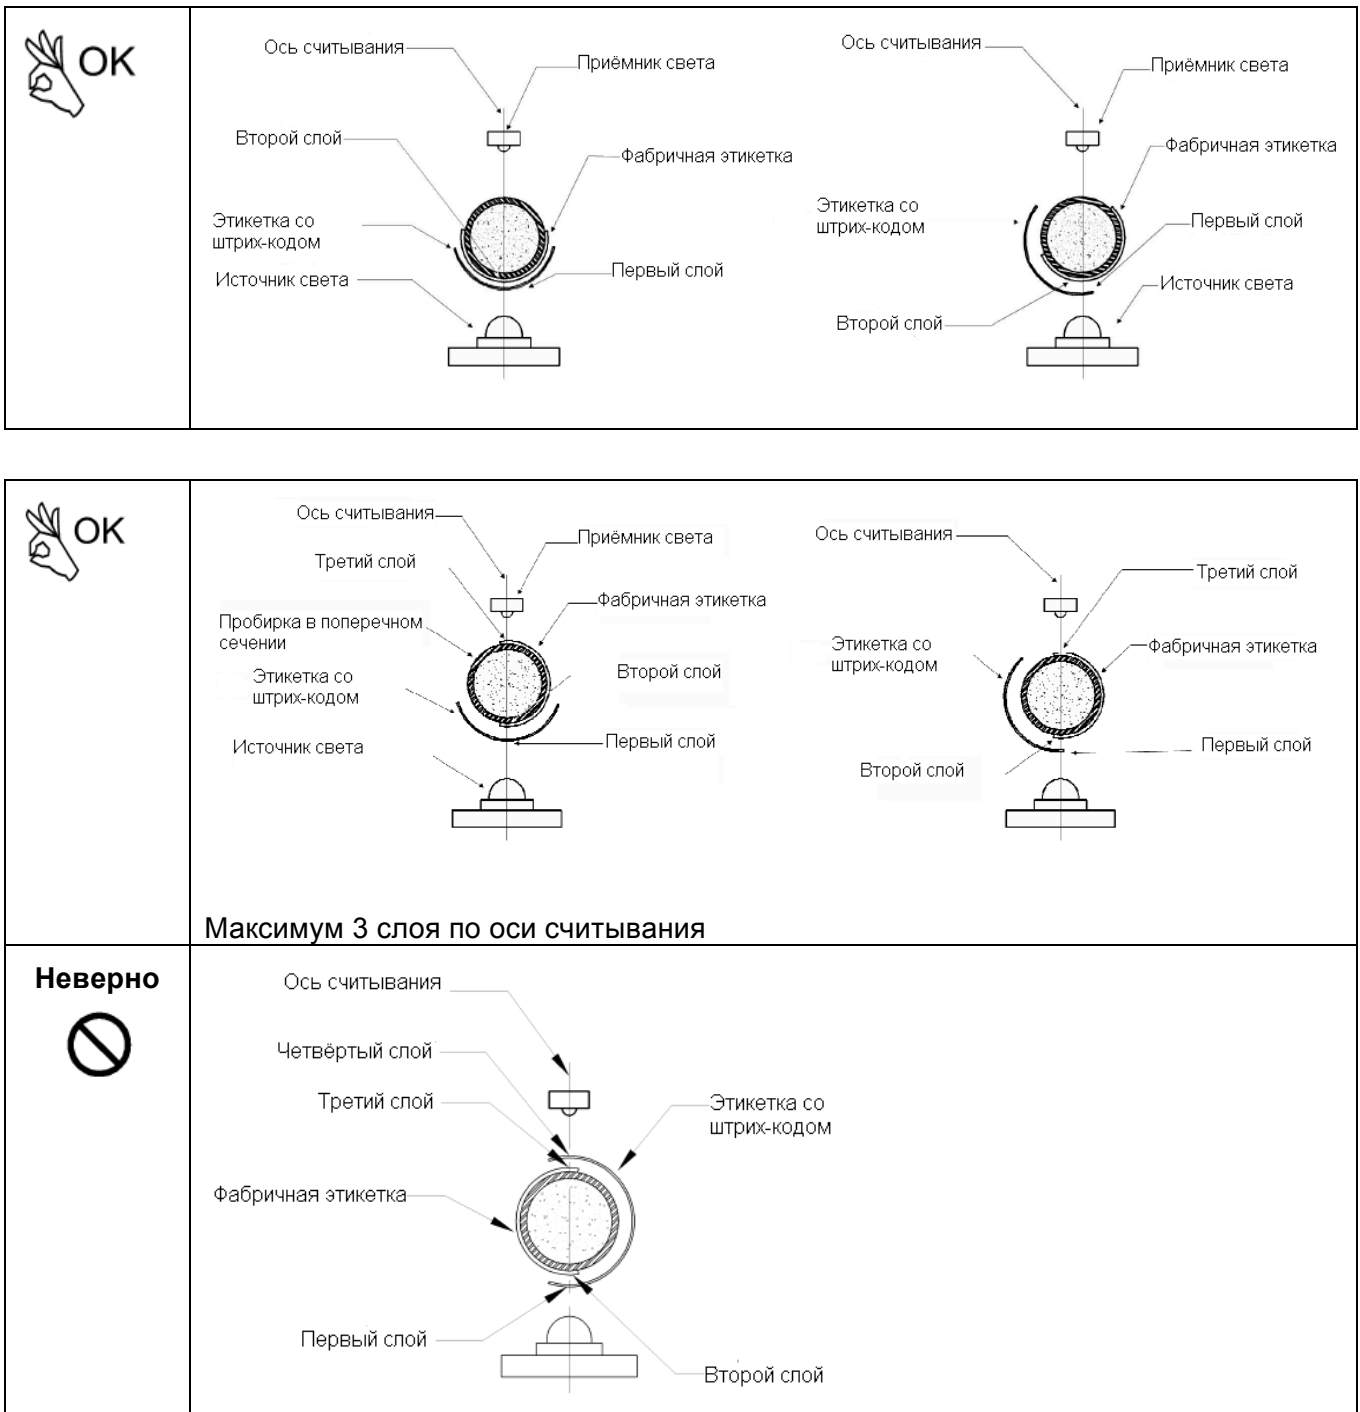 OK
Ось считывания
Приёмник света
Второй слой
Фабричная этикетка
Этикетка со
штрих-кодом
Источник света
Первый слой
Ось считывания
Приёмник света
Фабричная этикетка
Этикетка со
штрих-кодом
Первый слой
Источник света
Второй слой
OK
Ось считывания
Приёмник света
Третий слой
Фабричная этикетка
Пробирка в поперечном
сечении
Второй слой
Этикетка со
штрих-кодом
Первый слой
Источник света
Ось считывания
Третий слой
Этикетка со
штрих-кодом
Фабричная этикетка
Первый слой
Второй слой
Максимум 3 слоя по оси считывания
Неверно
Ось считывания
Четвёртый слой
Третий слой
Этикетка со
штрих-кодом
Фабричная этикетка
Первый слой
Второй слой